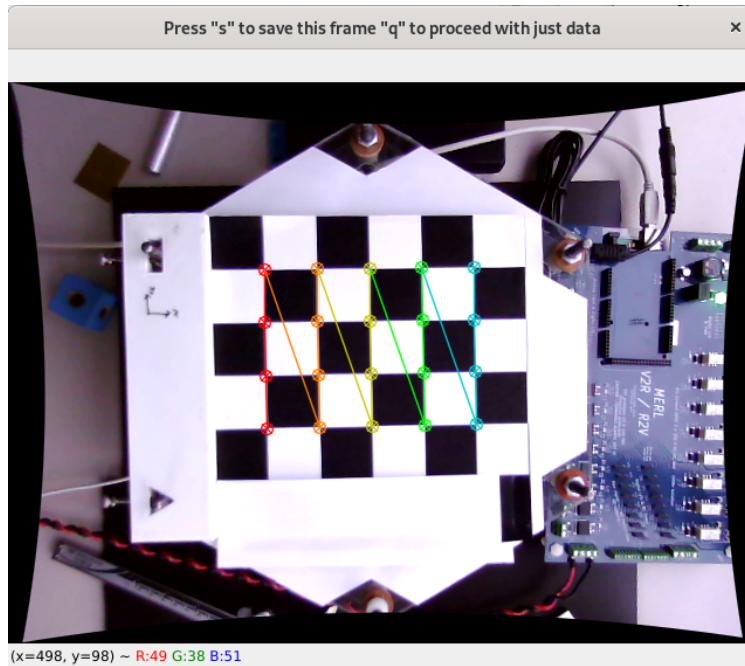 Press "s" to save this frame "q" to proceed with just data
×
MERL
V2R / R2V
(x=498, y=98) ~ R:49 G:38 B:51